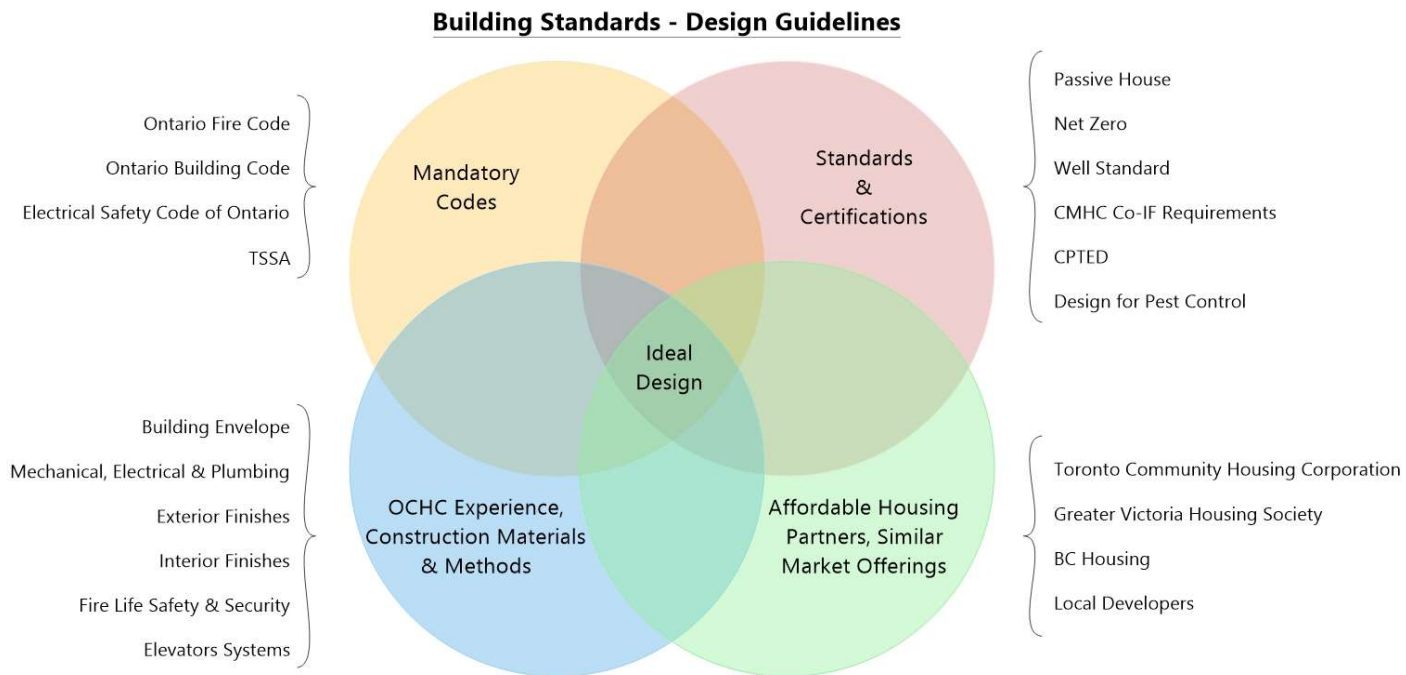 Building Standards - Design Guidelines
Ontario Fire Code
Ontario Building Code
Electrical Safety Code of Ontario
TSSA
Mandatory
Codes
Standards
&
Certifications
Passive House
Net Zero
Well Standard
CMHC Co-IF Requirements
CPTED
Design for Pest Control
Ideal
Design
Building Envelope
Mechanical, Electrical & Plumbing
Exterior Finishes
Interior Finishes
Fire Life Safety & Security
Elevators Systems
OCHC Experience,
Construction Materials
& Methods
Affordable Housing
Partners, Similar
Market Offerings
Toronto Community Housing Corporation
Greater Victoria Housing Society
BC Housing
Local Developers